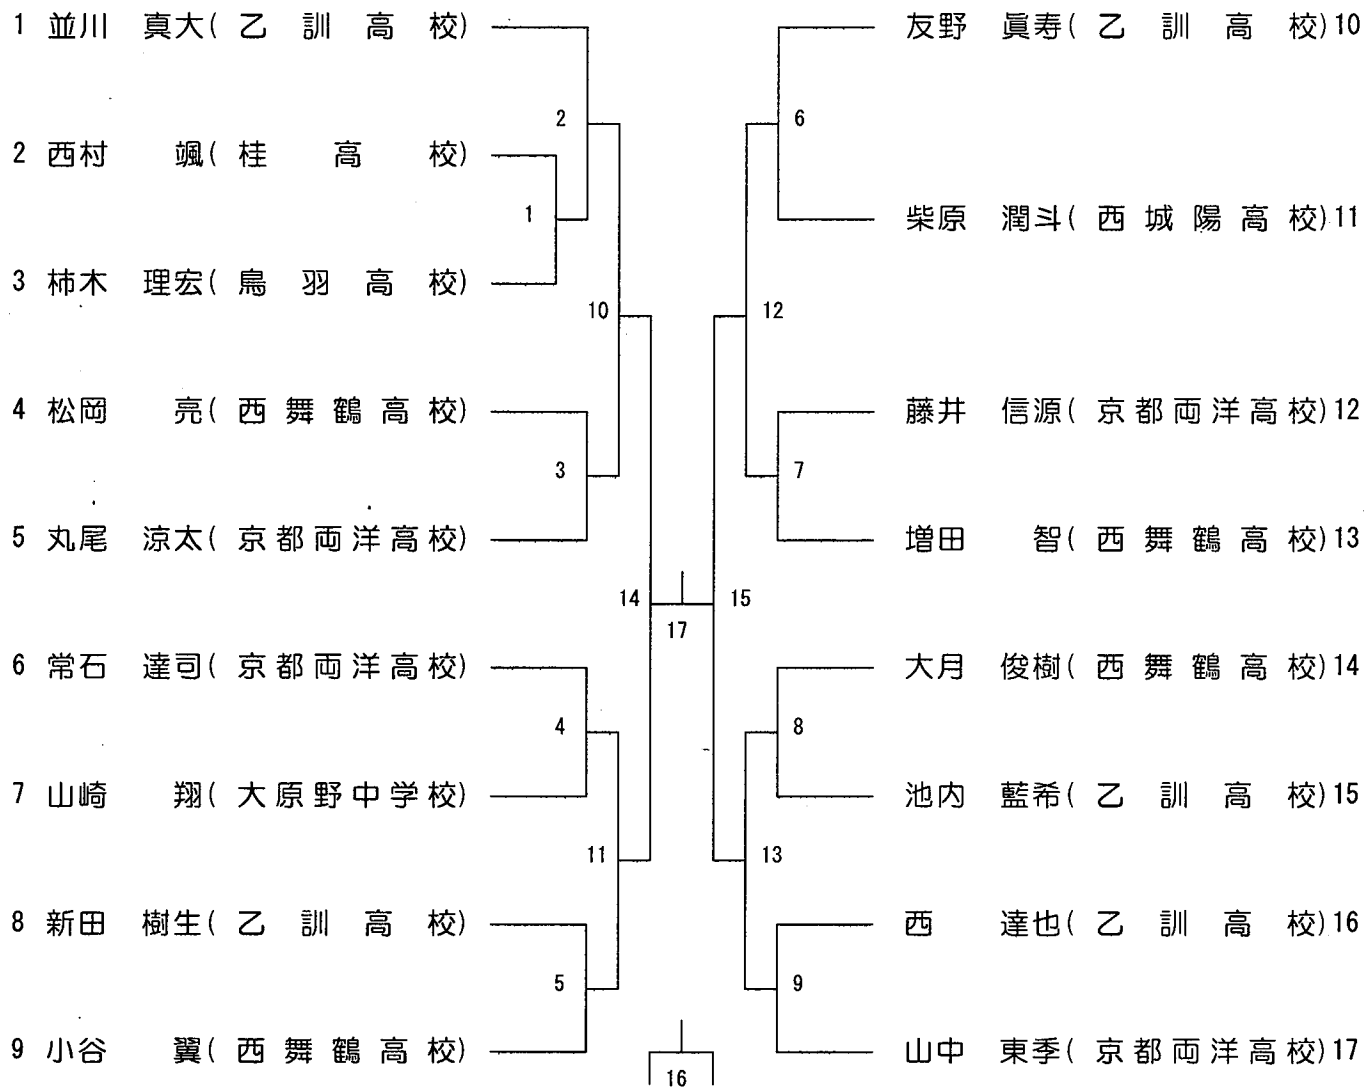 1 並川 真大( 乙 訓 高 校)
2 西村 颯( 桂 高 校)
3 柿木 理宏( 鳥 羽 高 校)
4 松岡 亮( 西 舞 鶴 高 校)
5 丸尾 涼太( 京 都 両 洋 高 校)
6 常石 達司( 京 都 両 洋 高 校)
7 山崎 翔( 大 原 野 中 学 校)
8 新田 樹生( 乙 訓 高 校)
9 小谷 翼( 西 舞 鶴 高 校)
2
1
10
3
14
4
11
5
17
16
友野 眞寿( 乙 訓 高 校)10
柴原 潤斗( 西 城 陽 高 校)11
藤井 信源( 京 都 両 洋 高 校)12
増田 智( 西 舞 鶴 高 校)13
大月 俊樹( 西 舞 鶴 高 校)14
池内 藍希( 乙 訓 高 校)15
西 達也( 乙 訓 高 校)16
山中 東季( 京 都 両 洋 高 校)17
6
12
7
15
8
13
9